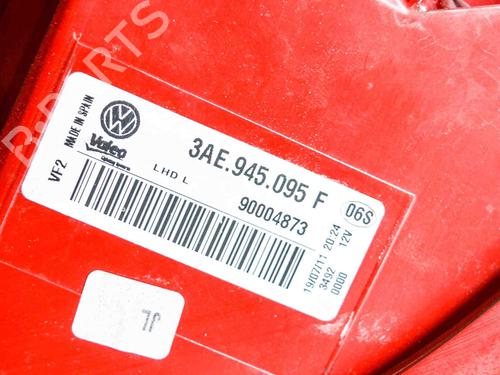 B-PARTS
MADE IN SPAIN
VF2
Valeo
3AE.945.095 F
LHD L
90004873
06S
19/07/11 20:24
3492 12V
0000